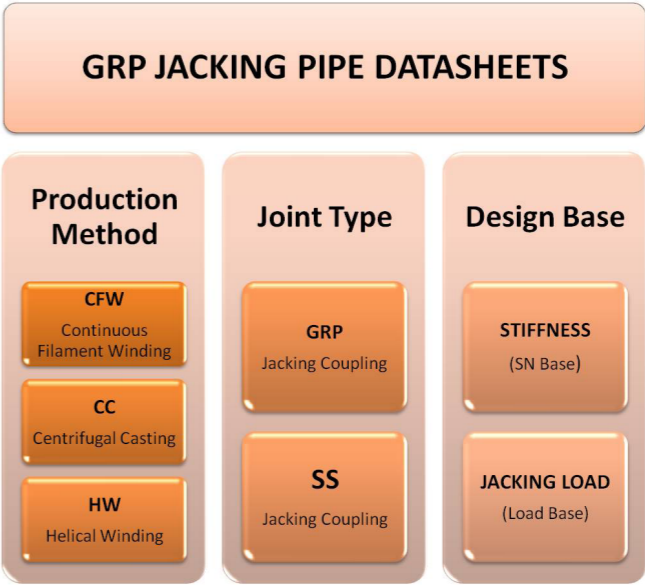 GRP JACKING PIPE DATASHEETS
Production
Method
CFW
Continuous
Filament Winding
CC
Centrifugal Casting
HW
Helical Winding
Joint Type
GRP
Jacking Coupling
SS
Jacking Coupling
Design Base
STIFFNESS
(SN Base)
JACKING LOAD
(Load Base)